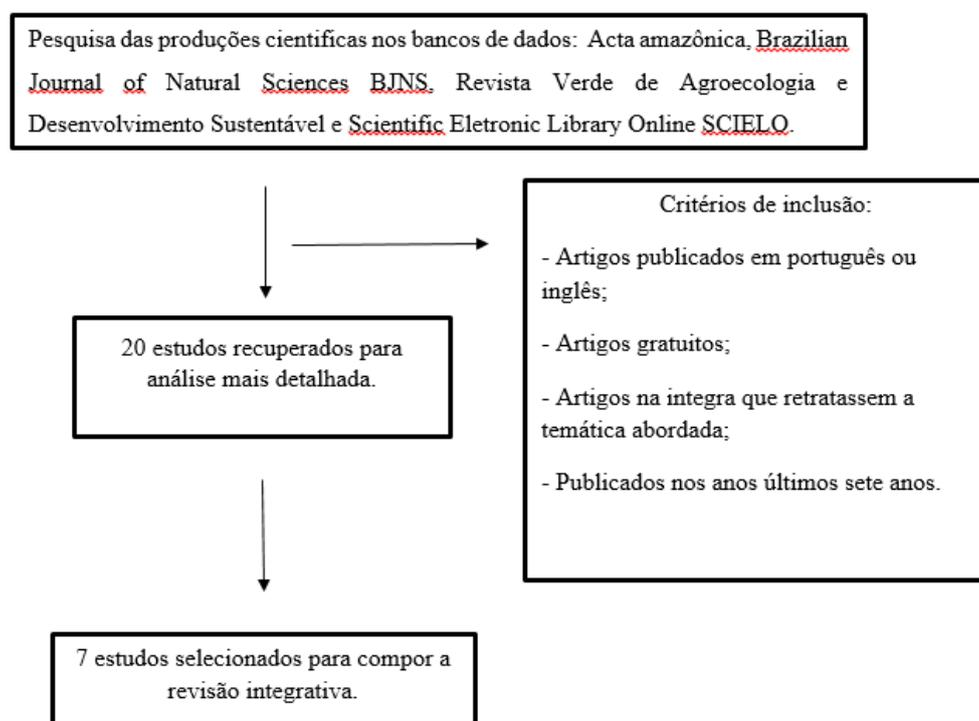 Pesquisa das produções cientificas nos bancos de dados: Acta amazônica, Brazilian
Journal of Natural Sciences BJNS. Revista Verde de Agroecologia e
Desenvolvimento Sustentável e Scientific Eletronic Library Online SCIELO.
Critérios de inclusão:
- Artigos publicados em português ou
inglês;
- Artigos gratuitos;
- Artigos na integra que retratassem a
temática abordada;
- Publicados nos anos últimos sete anos.
20 estudos recuperados para
análise mais detalhada.
7 estudos selecionados para compor a
revisão integrativa.